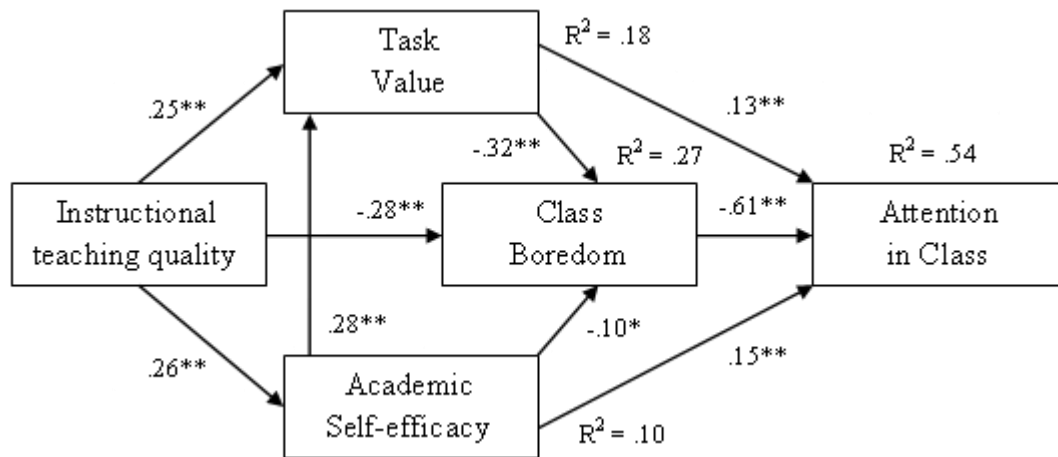 Task
Value
R² = .18
.25**
.13**
-.32**
R² = .27
R² = .54
Instructional
teaching quality
-.28**
Class
Boredom
-.61**
Attention
in Class
.28**
-.10*
.26**
.15**
Academic
Self-efficacy
R² = .10